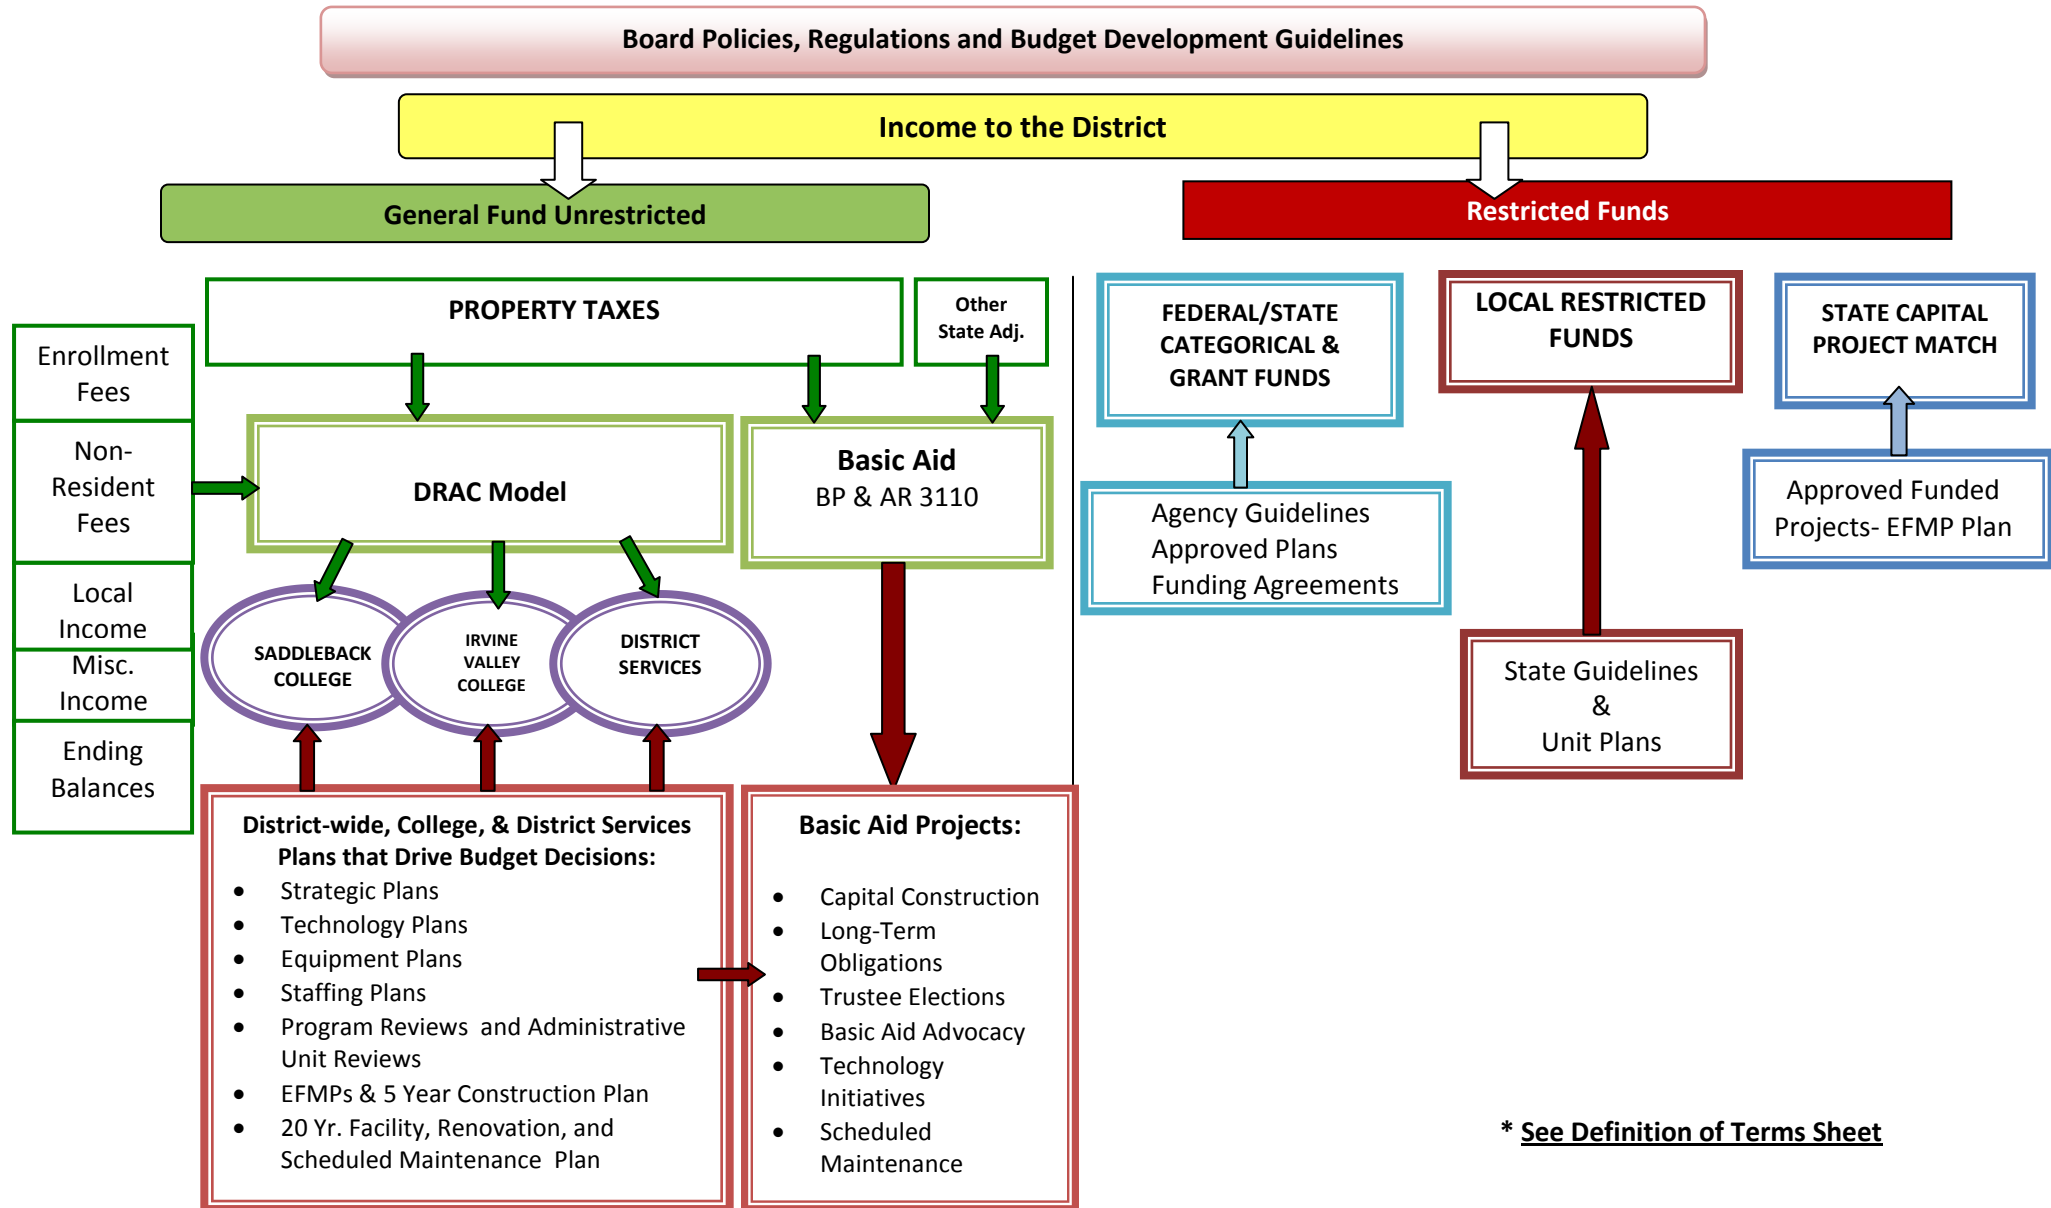 Board Policies, Regulations and Budget Development Guidelines
Income to the District
General Fund Unrestricted
Restricted Funds
PROPERTY TAXES
Other
State Adj.
Enrollment
Fees
Non-
Resident
Fees
Local
Income
Misc.
Income
Ending
Balances
DRAC Model
Basic Aid
BP & AR 3110
SADDLEBACK
COLLEGE
IRVINE
VALLEY
COLLEGE
DISTRICT
SERVICES
District-wide, College, & District Services
Plans that Drive Budget Decisions:
• Strategic Plans
• Technology Plans
• Equipment Plans
• Staffing Plans
• Program Reviews and Administrative
Unit Reviews
• EFMPs & 5 Year Construction Plan
• 20 Yr. Facility, Renovation, and
Scheduled Maintenance Plan
Basic Aid Projects:
• Capital Construction
• Long-Term
Obligations
• Trustee Elections
• Basic Aid Advocacy
• Technology
Initiatives
• Scheduled
Maintenance
FEDERAL/STATE
CATEGORICAL &
GRANT FUNDS
Agency Guidelines
Approved Plans
Funding Agreements
LOCAL RESTRICTED
FUNDS
State Guidelines
&
Unit Plans
STATE CAPITAL
PROJECT MATCH
Approved Funded
Projects- EFMP Plan
* See Definition of Terms Sheet